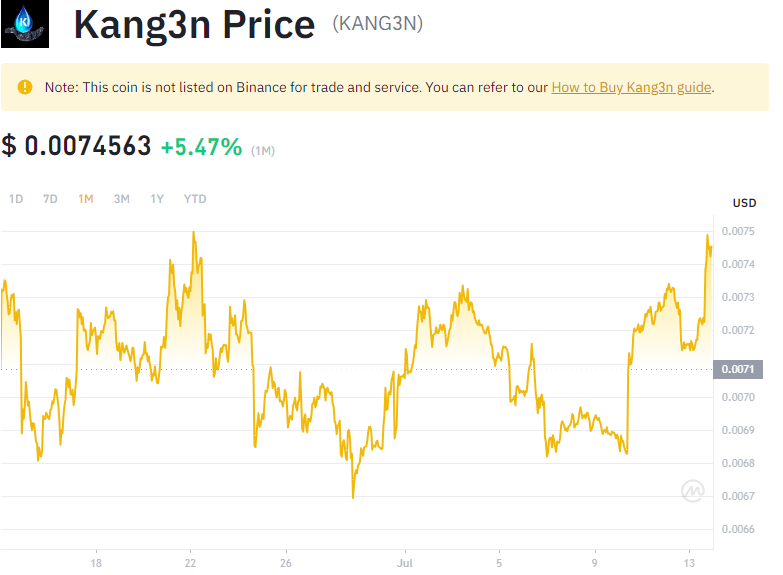 Kang3n Price (KANG3N)
Note: This coin is not listed on Binance for trade and service. You can refer to our How to Buy Kang3n guide.
$ 0.0074563 +5.47% (1M)
1D 7D 1M 3M 1Y YTD
USD
0.0075
0.0074
0.0073
0.0072
0.0071
0.0070
0.0069
0.0068
0.0067
0.0066
18 22 26 Jul 5 9 13